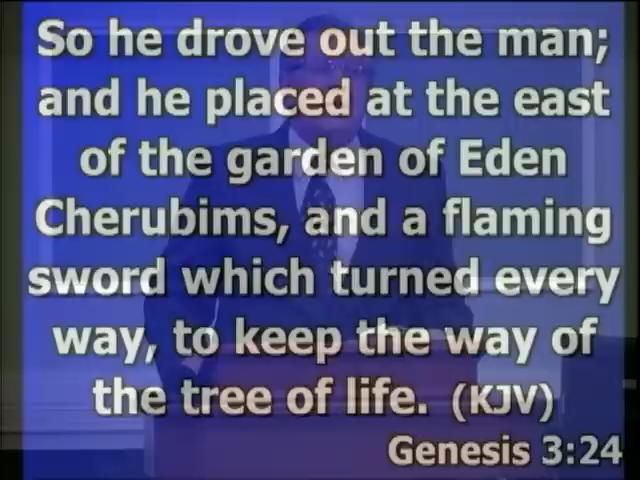 So he drove out the man;
and he placed at the east
of the garden of Eden
Cherubims, and a flaming
sword which turned every
way, to keep the way of
the tree of life. (KJV)
Genesis 3:24